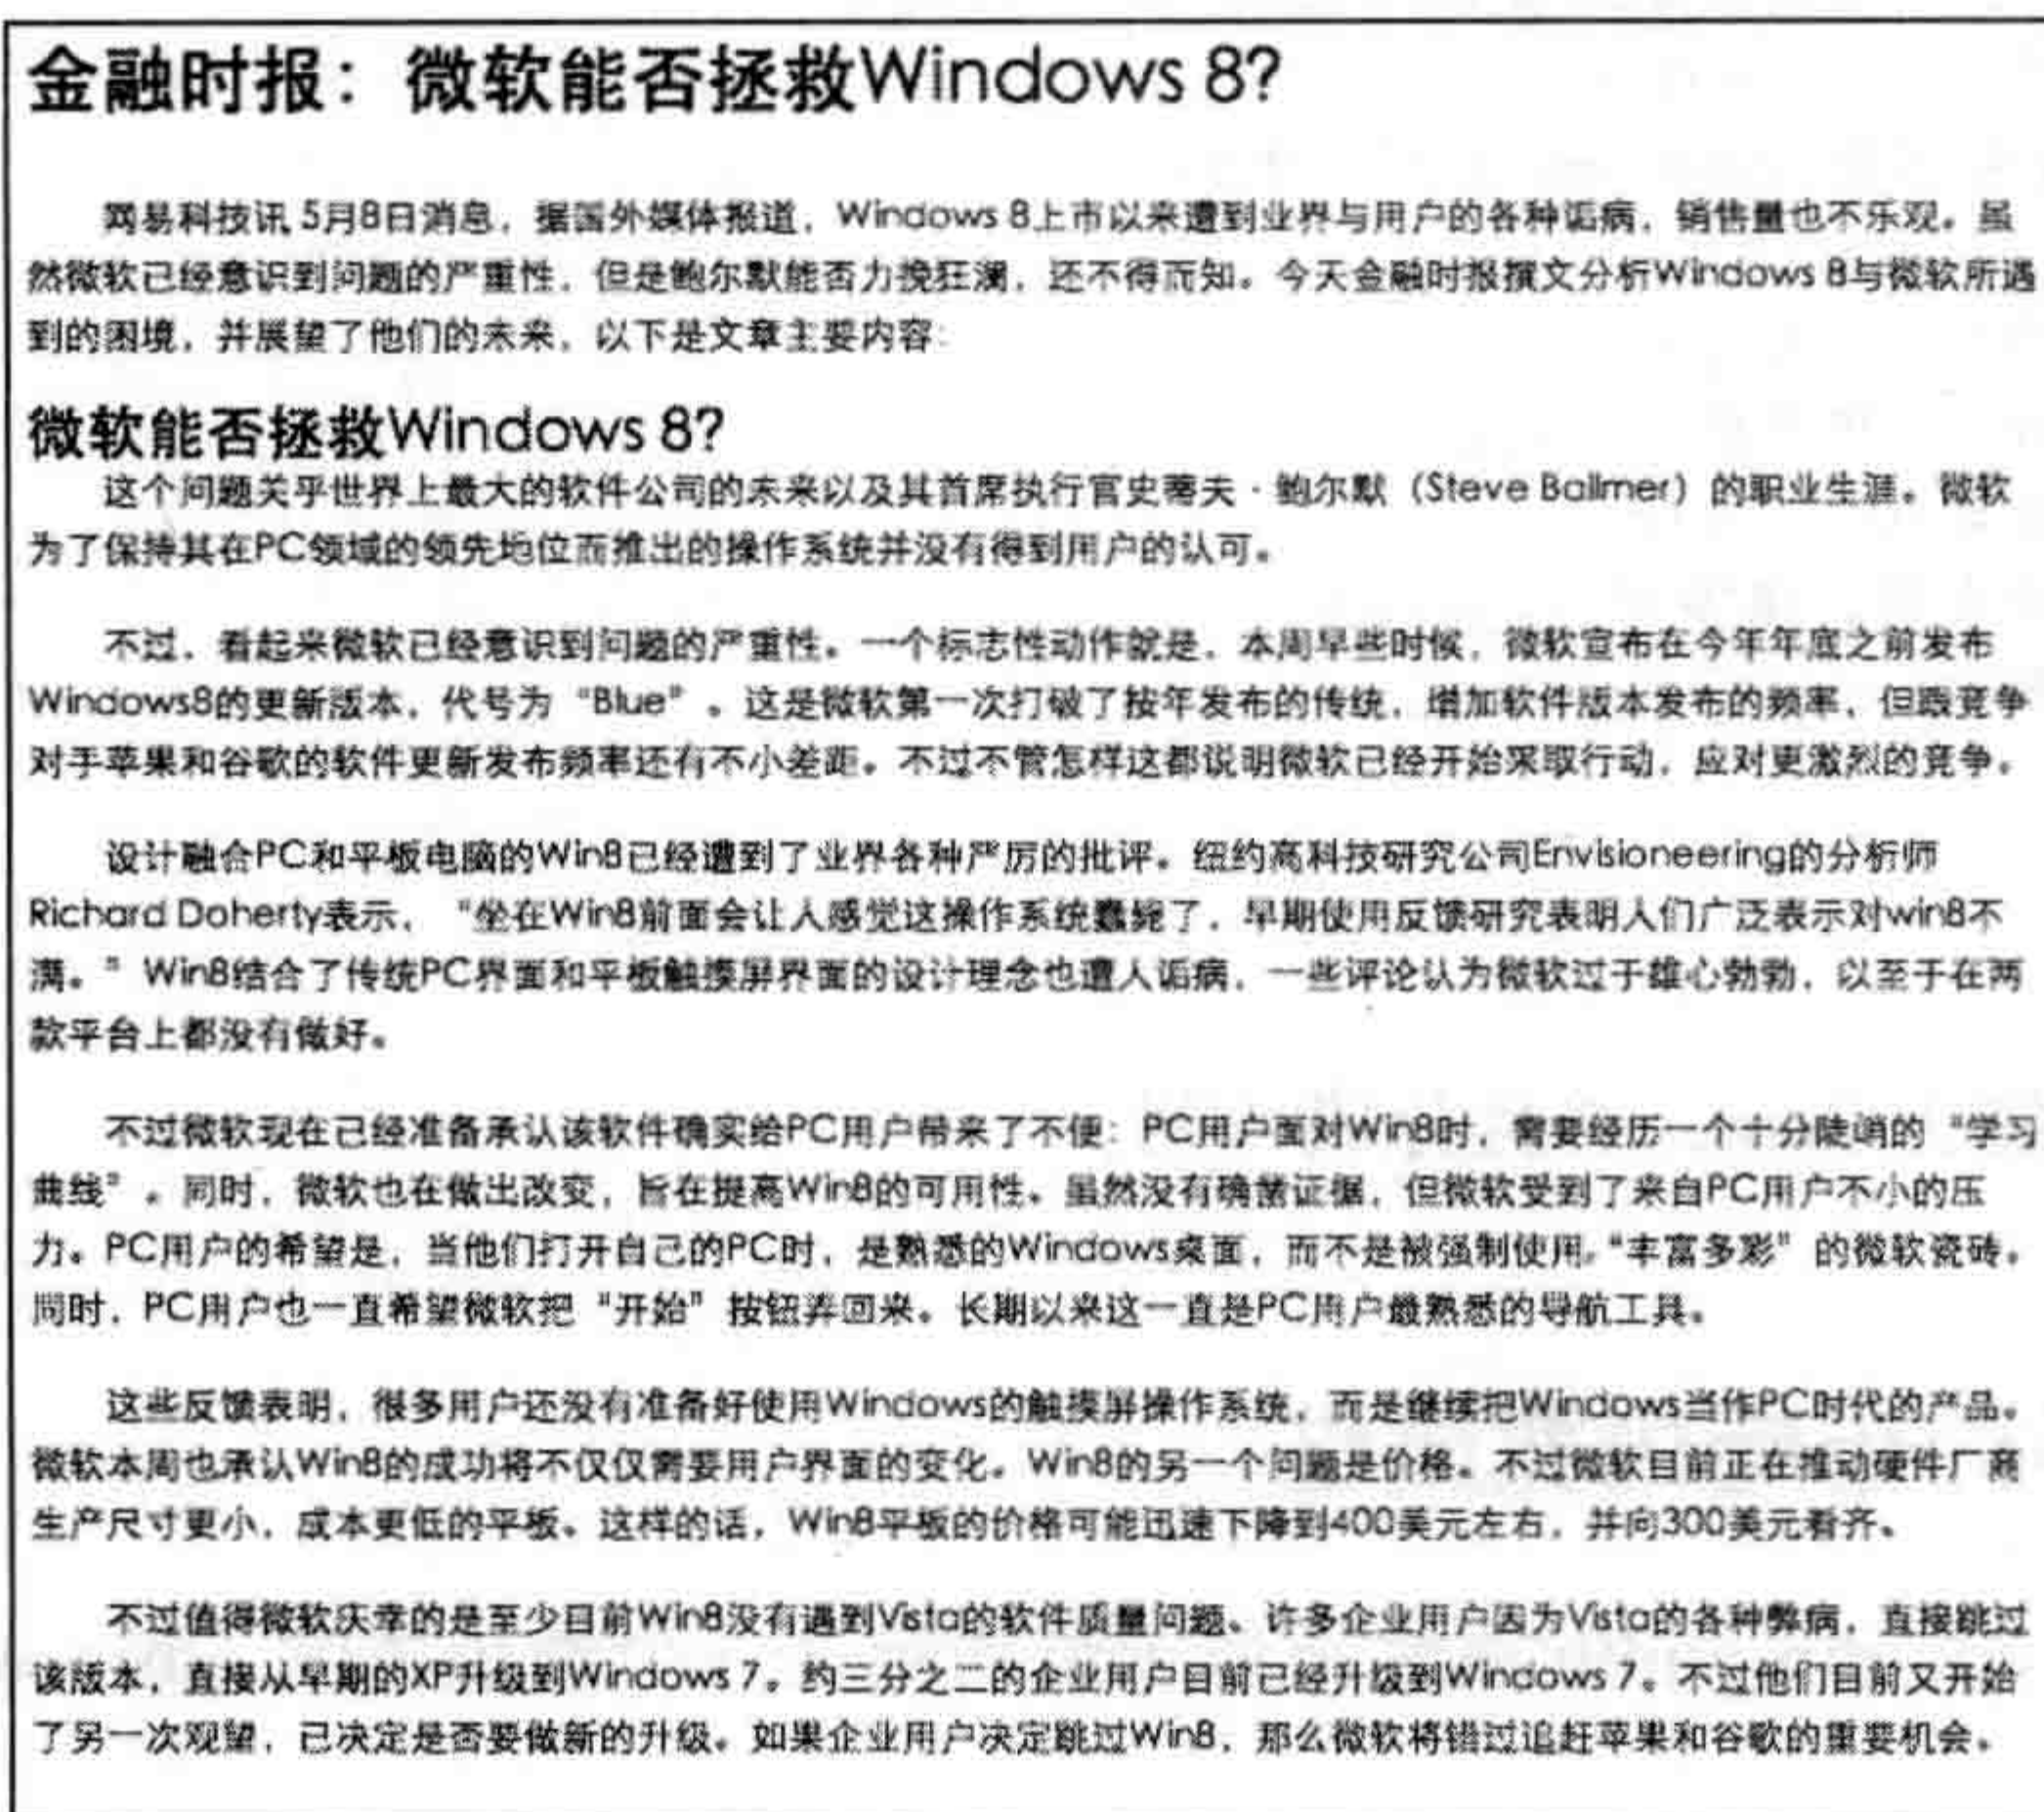 金融时报：微软能否拯救Windows 8?
网易科技讯 5月8日消息，据国外媒体报道，Windows 8上市以来遭到业界与用户的各种诟病，销售量也不乐观。虽
然微软已经意识到问题的严重性，但是鲍尔默能否力挽狂澜，还不得而知。今天金融时报撰文分析Windows 8与微软所遇
到的困境，并展望了他们的未来，以下是文章主要内容：
微软能否拯救Windows 8?
这个问题关乎世界上最大的软件公司的未来以及其首席执行官史蒂夫·鲍尔默（Steve Ballmer）的职业生涯。微软
为了保持其在PC领域的领先地位而推出的操作系统并没有得到用户的认可。
不过，看起来微软已经意识到问题的严重性。一个标志性动作就是，本周早些时候，微软宣布在今年年底之前发布
Windows8的更新版本，代号为“Blue”。这是微软第一次打破了按年发布的传统，增加软件版本发布的频率，但跟竞争
对手苹果和谷歌的软件更新发布频率还有不小差距。不过不管怎样这都说明微软已经开始采取行动，应对更激烈的竞争。
设计融合PC和平板电脑的Win8已经遭到了业界各种严厉的批评。纽约高科技研究公司Envisioneering的分析师
Richard Doherty表示，“坐在Win8前面会让人感觉这操作系统蠢毙了，早期使用反馈研究表明人们广泛表示对win8不
满。”Win8结合了传统PC界面和平板触摸屏界面的设计理念也遭人诟病，一些评论认为微软过于雄心勃勃，以至于在两
款平台上都没有做好。
不过微软现在已经准备承认该软件确实给PC用户带来了不便：PC用户面对Win8时，需要经历一个十分陡峭的“学习
曲线”。同时，微软也在做出改变，旨在提高Win8的可用性。虽然没有确凿证据，但微软受到了来自PC用户不小的压
力。PC用户的希望是，当他们打开自己的PC时，是熟悉的Windows桌面，而不是被强制使用“丰富多彩”的微软瓷砖。
同时，PC用户也一直希望微软把“开始”按钮弄回来。长期以来这一直是PC用户最熟悉的导航工具。
这些反馈表明，很多用户还没有准备好使用Windows的触摸屏操作系统，而是继续把Windows当作PC时代的产品。
微软本周也承认Win8的成功将不仅仅需要用户界面的变化。Win8的另一个问题是价格。不过微软目前正在推动硬件厂商
生产尺寸更小，成本更低的平板。这样的话，Win8平板的价格可能迅速下降到400美元左右，并向300美元看齐。
不过值得微软庆幸的是至少目前Win8没有遇到Vista的软件质量问题。许多企业用户因为Vista的各种弊病，直接跳过
该版本，直接从早期的XP升级到Windows 7。约三分之二的企业用户目前已经升级到Windows 7。不过他们目前又开始
了另一次观望，已决定是否要做新的升级。如果企业用户决定跳过Win8，那么微软将错过追赶苹果和谷歌的重要机会。